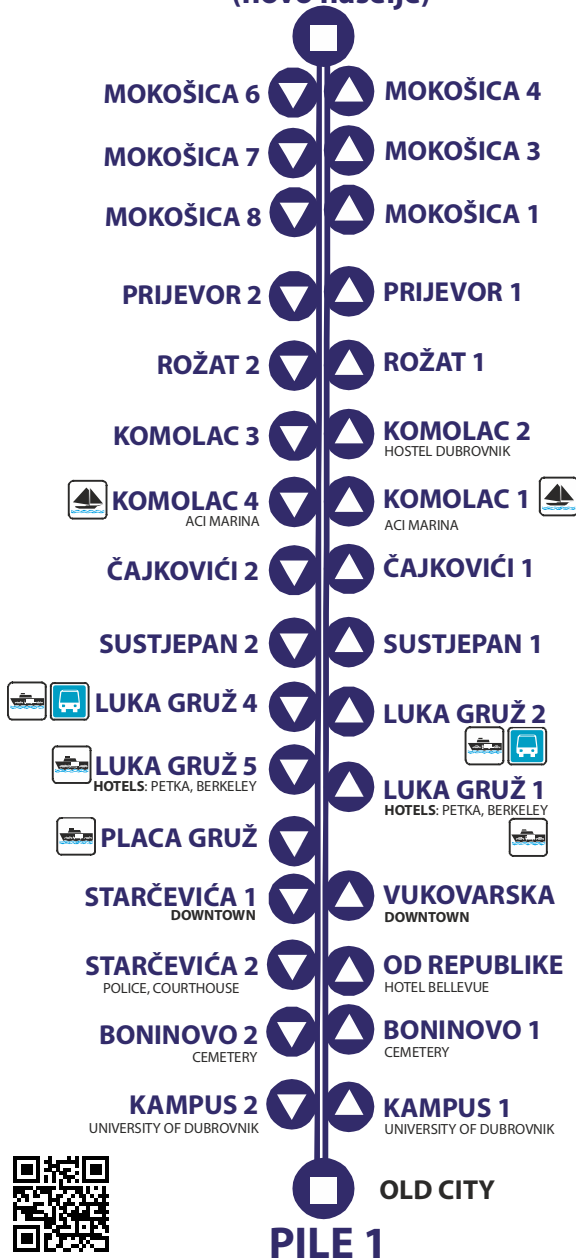 (novo naselje)
MOKOŠICA 6
MOKOŠICA 4
MOKOŠICA 7
MOKOŠICA 3
MOKOŠICA 8
MOKOŠICA 1
PRIJEVOR 2
PRIJEVOR 1
ROŽAT 2
ROŽAT 1
KOMOLAC 3
KOMOLAC 2
HOSTEL DUBROVNIK
KOMOLAC 4
ACI MARINA
KOMOLAC 1
ACI MARINA
ČAJKOVIĆI 2
ČAJKOVIĆI 1
SUSTJEPAN 2
SUSTJEPAN 1
LUKA GRUŽ 4
LUKA GRUŽ 2
LUKA GRUŽ 5
HOTELS: PETKA, BERKELEY
LUKA GRUŽ 1
HOTELS: PETKA, BERKELEY
PLACA GRUŽ
STARČEVIĆA 1
DOWNTOWN
VUKOVARSKA
DOWNTOWN
STARČEVIĆA 2
POLICE, COURTHOUSE
OD REPUBLIKE
HOTEL BELLEVUE
BONINOVO 2
CEMETERY
BONINOVO 1
CEMETERY
KAMPUS 2
UNIVERSITY OF DUBROVNIK
KAMPUS 1
UNIVERSITY OF DUBROVNIK
OLD CITY
PILE 1